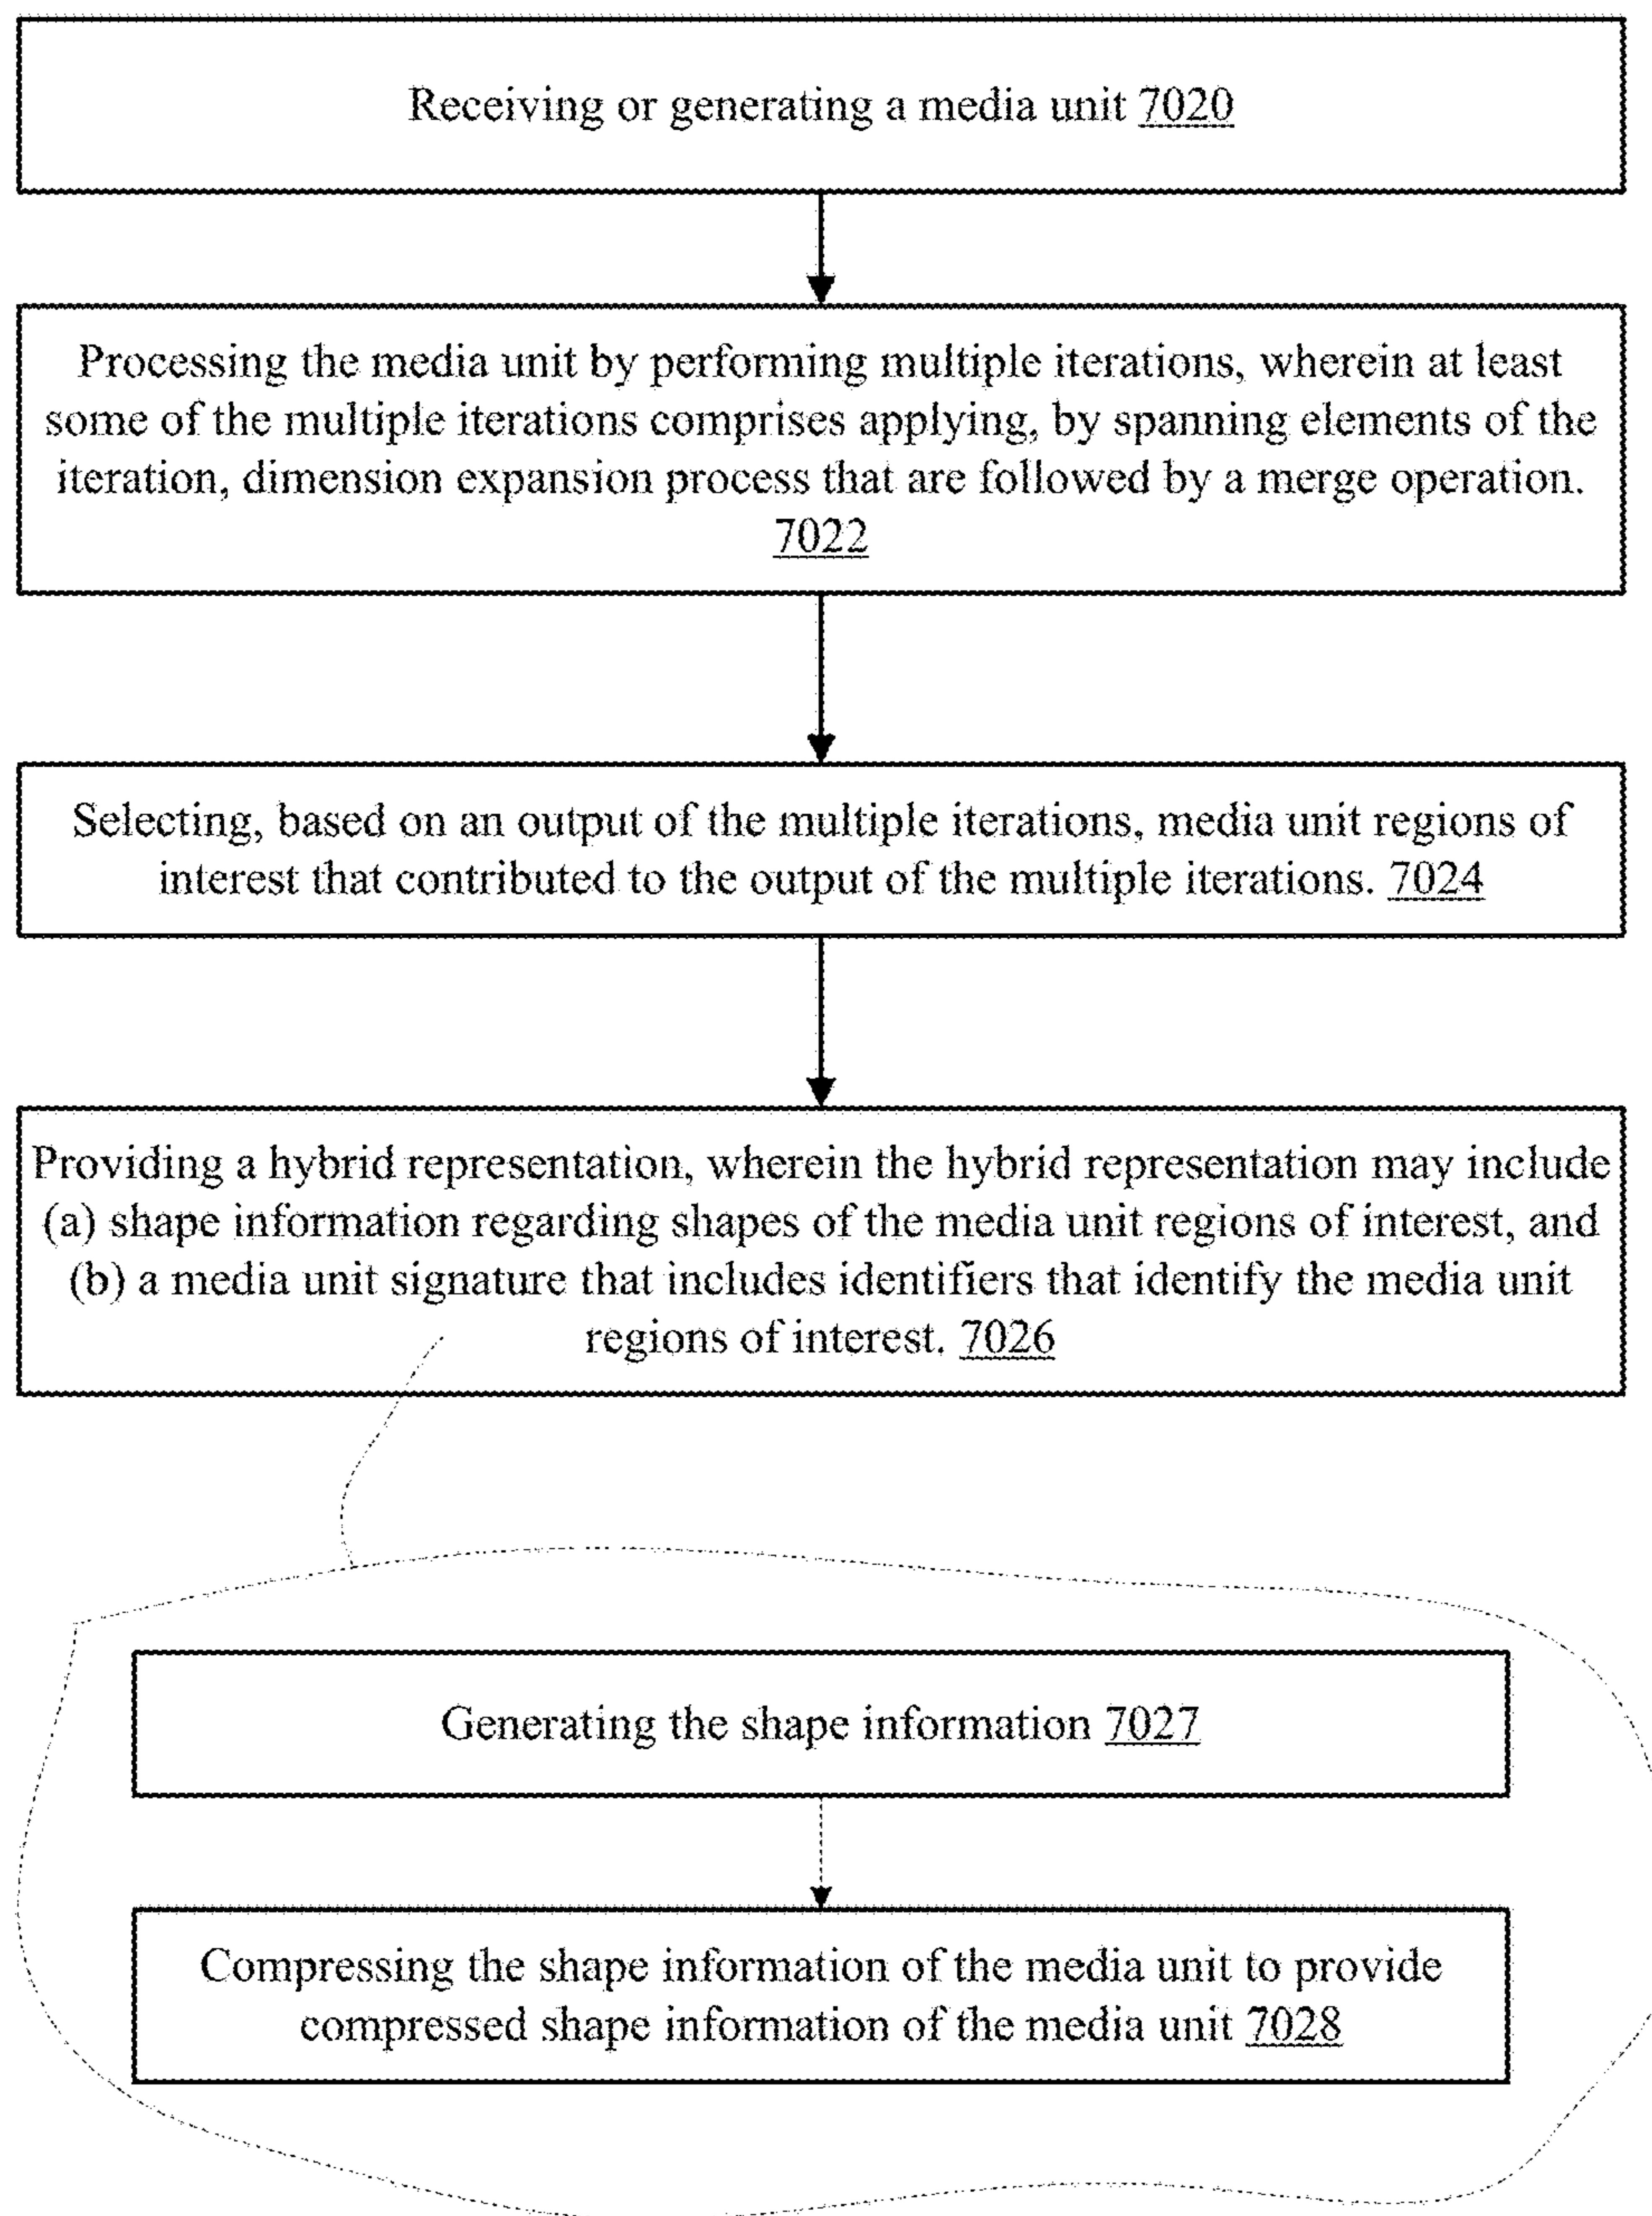 Receiving or generating a media unit 7020
Processing the media unit by performing multiple iterations, wherein at least
some of the multiple iterations comprises applying, by spanning elements of the
iteration, dimension expansion process that are followed by a merge operation.
7022
Selecting, based on an output of the multiple iterations, media unit regions of
interest that contributed to the output of the multiple iterations. 7024
Providing a hybrid representation, wherein the hybrid representation may include
(a) shape information regarding shapes of the media unit regions of interest, and
(b) a media unit signature that includes identifiers that identify the media unit
regions of interest. 7026
Generating the shape information 7027
Compressing the shape information of the media unit to provide
compressed shape information of the media unit 7028